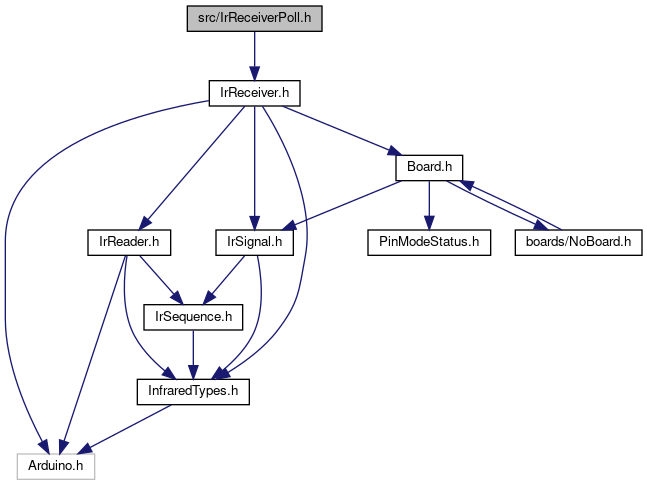 src/IrReceiverPoll.h
IrReceiver.h
Board.h
IrReader.h
IrSignal.h
PinModeStatus.h
boards/NoBoard.h
IrSequence.h
InfraredTypes.h
Arduino.h